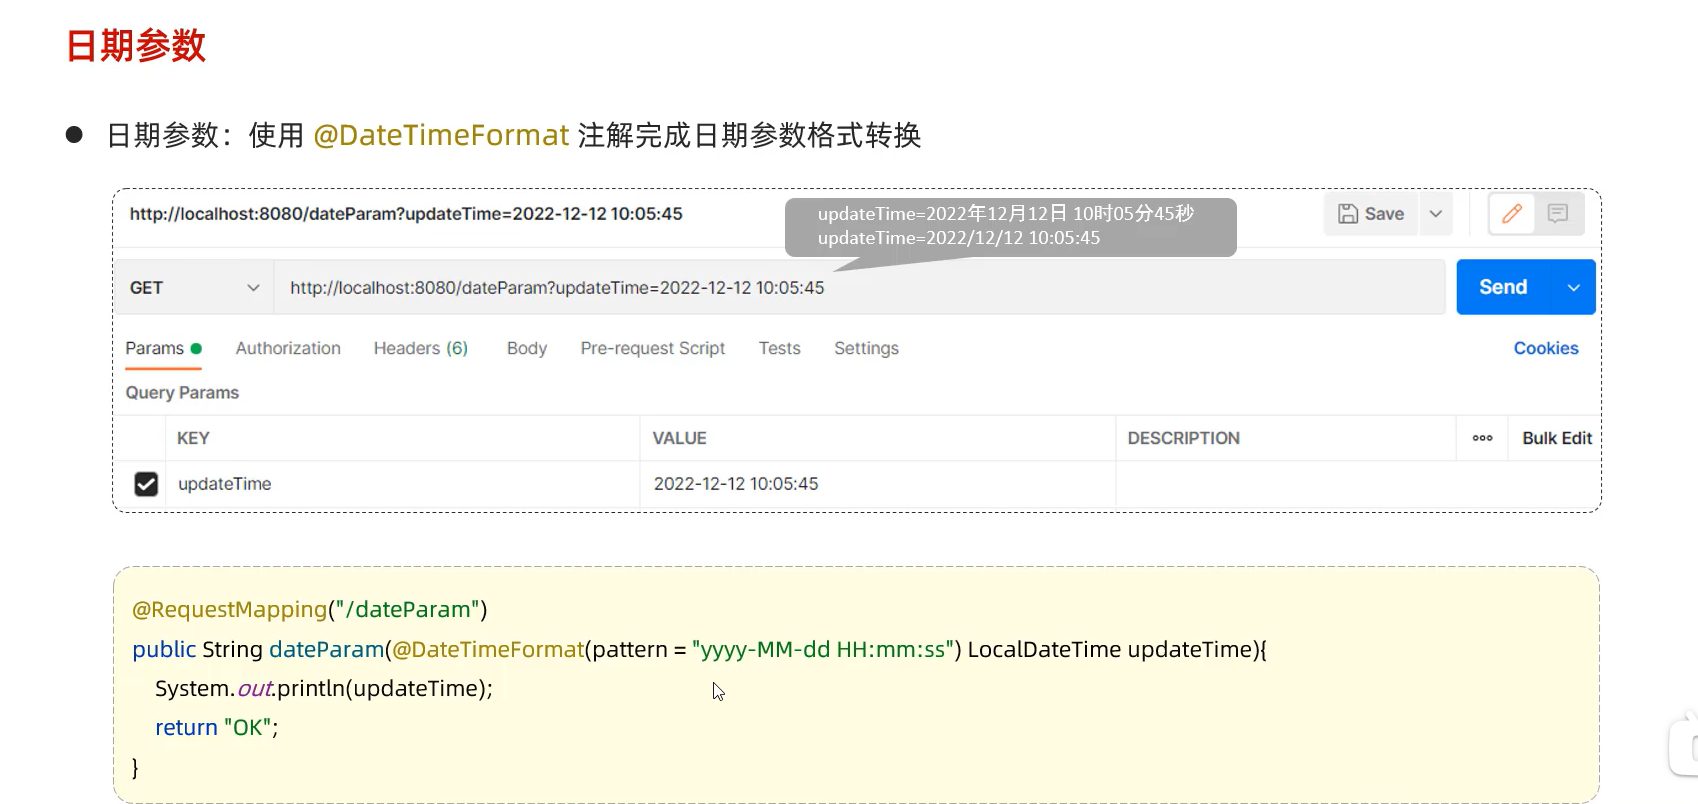 日期参数
日期参数：使用 @DateTimeFormat 注解完成日期参数格式转换
http://localhost:8080/dateParam?updateTime=2022-12-12 10:05:45
updateTime=2022年12月12日 10时05分45秒
updateTime=2022/12/12 10:05:45
Save
GET
http://localhost:8080/dateParam?updateTime=2022-12-12 10:05:45
Send
Params Authorization Headers (6) Body Pre-request Script Tests Settings Cookies
Query Params
KEY VALUE DESCRIPTION ooo Bulk Edit
updateTime 2022-12-12 10:05:45
@RequestMapping("/dateParam")
public String dateParam(@DateTimeFormat(pattern = "yyyy-MM-dd HH:mm:ss") LocalDateTime updateTime){
System.out.println(updateTime);
return "OK";
}